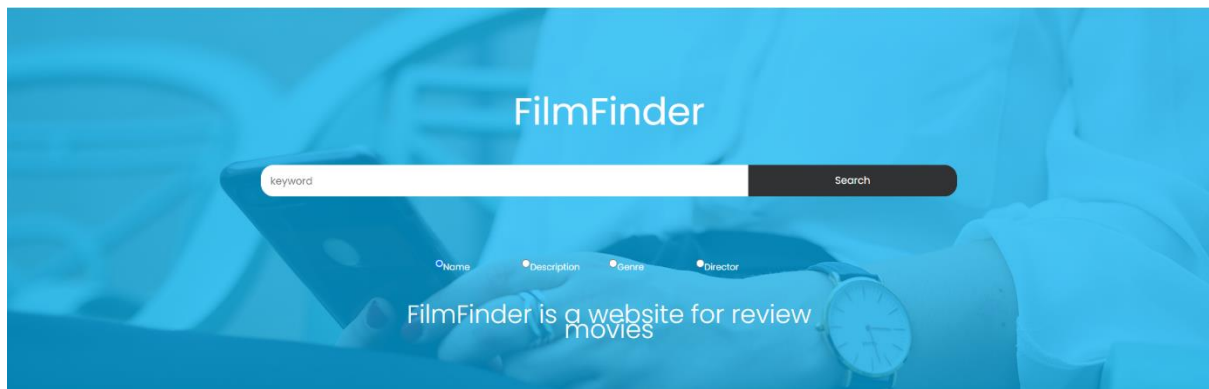 FilmFinder
keyword Search
Name Description Genre Director
FilmFinder is a website for review
movies